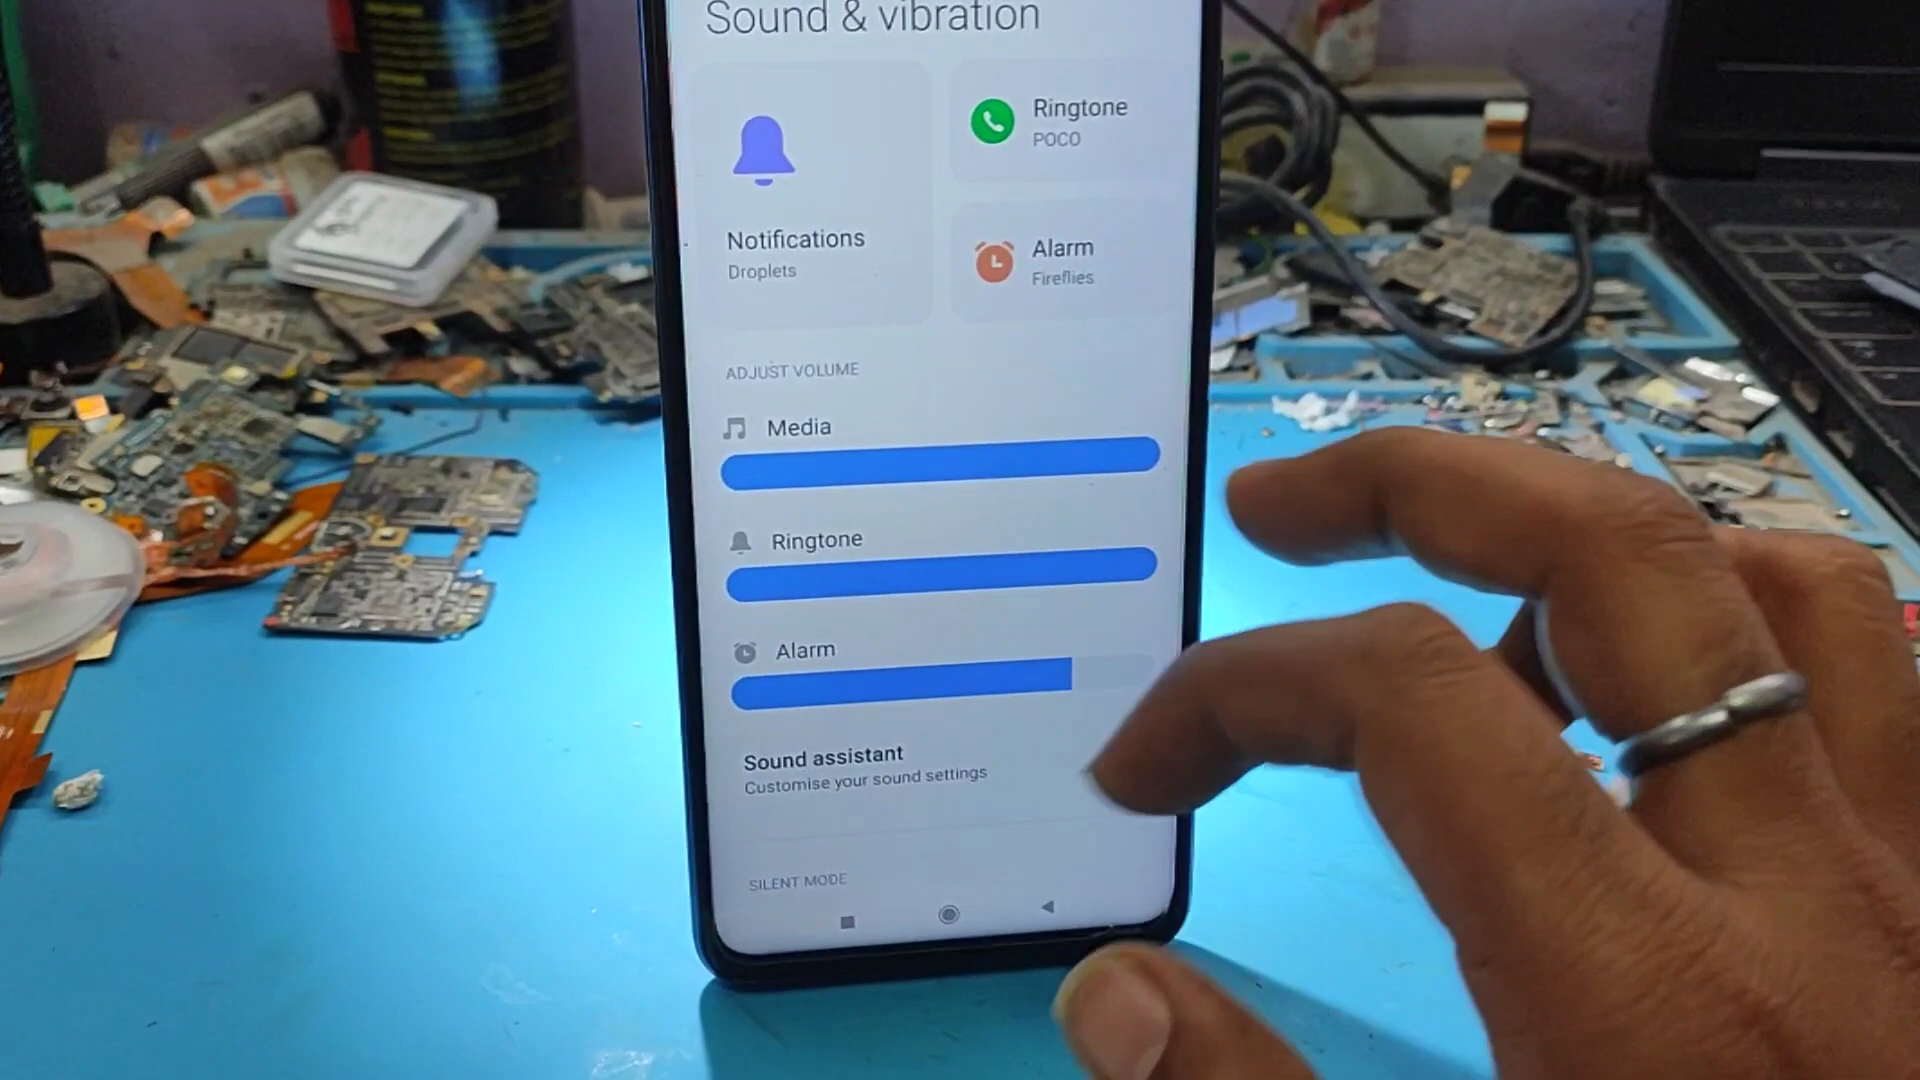 Sound & vibration
Notifications
Droplets
Ringtone
POCO
Alarm
Fireflies
ADJUST VOLUME
Media
Ringtone
Alarm
Sound assistant
Customise your sound settings
SILENT MODE